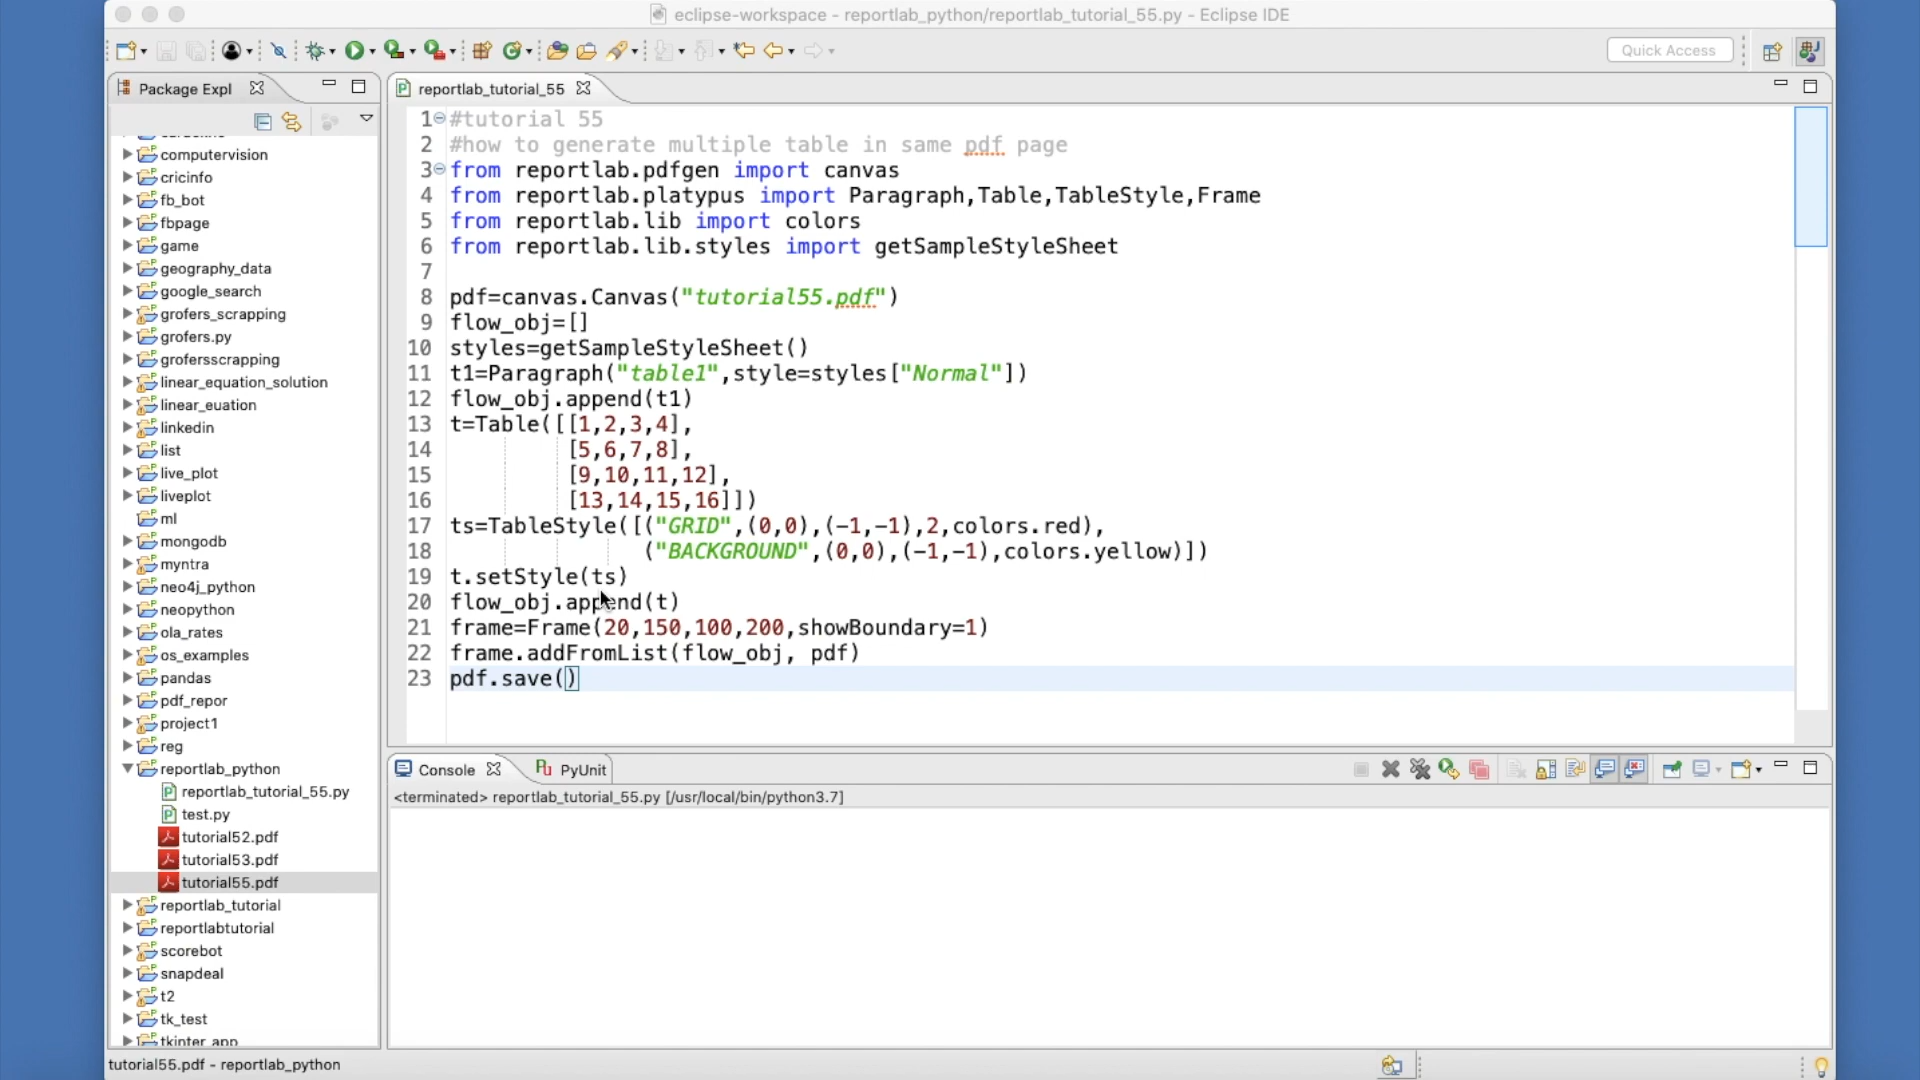 eclipse-workspace - reportlab_python/reportlab_tutorial_55.py - Eclipse IDE
Quick Access
Package Expl
computervision
cricinfo
fb_bot
fbpage
game
geography_data
google_search
grofers_scrapping
grofers.py
grofersscrapping
linear_equation_solution
linear_euation
linkedin
list
live_plot
liveplot
ml
mongodb
myntra
neo4j_python
neopython
ola_rates
os_examples
pandas
pdf_repor
project1
reg
reportlab_python
reportlab_tutorial_55.py
test.py
tutorial52.pdf
tutorial53.pdf
tutorial55.pdf
reportlab_tutorial
reportlabtutorial
scorebot
snapdeal
t2
tk_test
tkinter_app
reportlab_tutorial_55
1 #tutorial 55
2 #how to generate multiple table in same pdf page
3 from reportlab.pdfgen import canvas
4 from reportlab.platypus import Paragraph,Table,TableStyle,Frame
5 from reportlab.lib import colors
6 from reportlab.lib.styles import getSampleStyleSheet
7
8 pdf=canvas.Canvas("tutorial55.pdf")
9 flow_obj=[]
10 styles=getSampleStyleSheet()
11 t1=Paragraph("table1",style=styles["Normal"])
12 flow_obj.append(t1)
13 t=Table([[1,2,3,4],
14 [5,6,7,8],
15 [9,10,11,12],
16 [13,14,15,16]])
17 ts=TableStyle([("GRID",(0,0),(-1,-1),2,colors.red),
18 ("BACKGROUND",(0,0),(-1,-1),colors.yellow)])
19 t.setStyle(ts)
20 flow_obj.append(t)
21 frame=Frame(20,150,100,200,showBoundary=1)
22 frame.addFromList(flow_obj, pdf)
23 pdf.save()
Console
PyUnit
<terminated> reportlab_tutorial_55.py [/usr/local/bin/python3.7]
tutorial55.pdf - reportlab_python